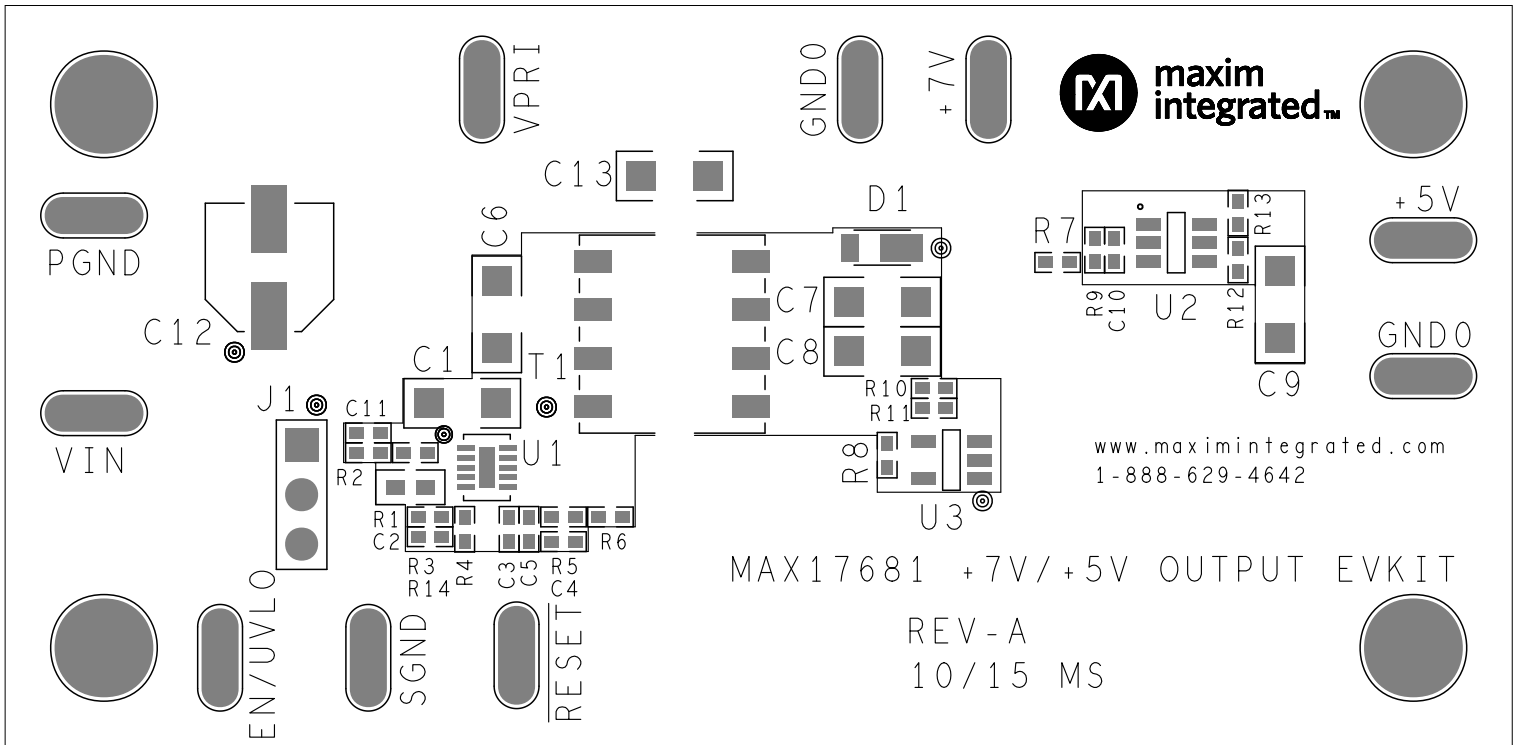 VPRI
GND0
+7V
maxim
integrated™
C13
C6
D1
R13
+5V
R7
PGND
C7
R9
C10
U2
R12
C12
C1
T1
C8
GND0
C9
J1
C11
R10
R11
VIN
R2
U1
R8
www.maximintegrated.com
1-888-629-4642
U3
R1
C2
R3
R14
R4
C3
C5
R5
C4
R6
MAX17681 +7V/+5V OUTPUT EVKIT
REV-A
10/15 MS
EN/UVLO
SGND
RESET